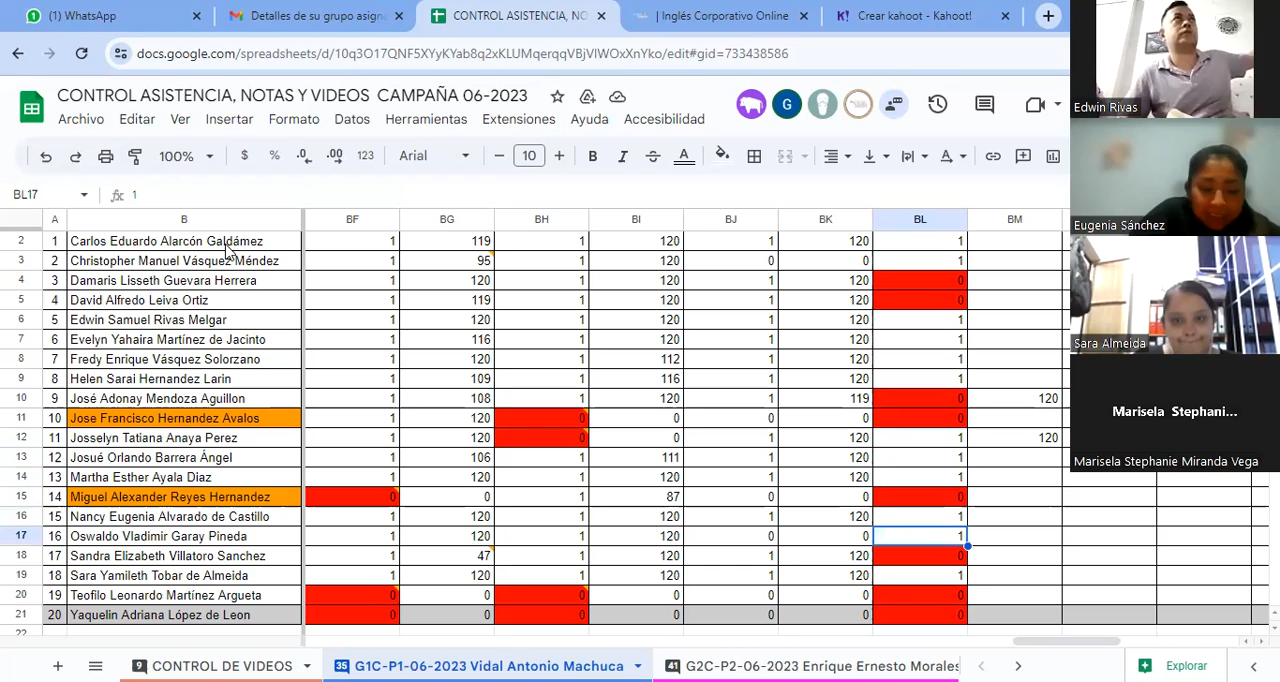 (1) WhatsApp
Detalles de su grupo asigna
CONTROL ASISTENCIA, NO
| Inglés Corporativo Online
Crear kahoot - Kahoot!
CONTROL ASISTENCIA, NOTAS Y VIDEOS CAMPAÑA 06-2023
Archivo Editar Ver Insertar Formato Datos Extensiones Ayuda Accesibilidad
100% $ % .0 .00 123 Arial 10 B I A
BL17 fx 1
A B BF BG BH BI BJ BK BL BM
2 1 Carlos Eduardo Alarcón Galdámez 1 119 1 120 1 120 1
3 2 Christopher Manuel Vásquez Méndez 1 95 1 120 0 0 1
4 3 Damaris Lisseth Guevara Herrera 1 120 1 120 1 120 0
5 4 David Alfredo Leiva Ortiz 1 120 1 120 1 120 0
6 5 Edwin Samuel Rivas Melgar 1 120 1 120 1 120 1
7 6 Evelyn Yahaira Martínez de Jacinto 1 120 1 120 1 120 1
8 7 Fredy Enrique Vásquez Solorzano 1 120 1 112 1 120 1
9 8 Helen Sarai Hernandez Larin 1 109 1 116 1 120 1
10 9 José Adonay Mendoza Aguillon 1 108 1 120 1 119 0 120
11 10 Jose Francisco Hernandez Avalos 1 120 0 0 0 0 0
12 11 Josselyn Tatiana Anaya Perez 1 120 0 0 1 120 1 120
13 12 Josué Orlando Barrera Ángel 1 106 1 111 1 120 1
14 13 Martha Esther Ayala Diaz 1 120 1 120 1 120 1
15 14 Miguel Alexander Reyes Hernandez 0 0 1 87 0 0 0
16 15 Nancy Eugenia Alvarado de Castillo 1 120 1 120 1 120 1
17 16 Oswaldo Vladimir Garay Pineda 1 120 1 120 0 0 1
18 17 Sandra Elizabeth Villatoro Sanchez 1 47 1 120 1 120 0
19 18 Sara Yamileth Tobar de Almeida 1 120 1 120 1 120 1
20 19 Teofilo Leonardo Martínez Argueta 0 0 0 0 0 0 0
21 20 Yaquelin Adriana López de Leon 0 0 0 0 0 0 0
22
CONTROL DE VIDEOS
35 G1C-P1-06-2023 Vidal Antonio Machuca
41 G2C-P2-06-2023 Enrique Ernesto Morales
Explorar
Edwin Rivas
Eugenia Sánchez
Sara Almeida
Marisela Stephani...
Marisela Stephanie Miranda Vega